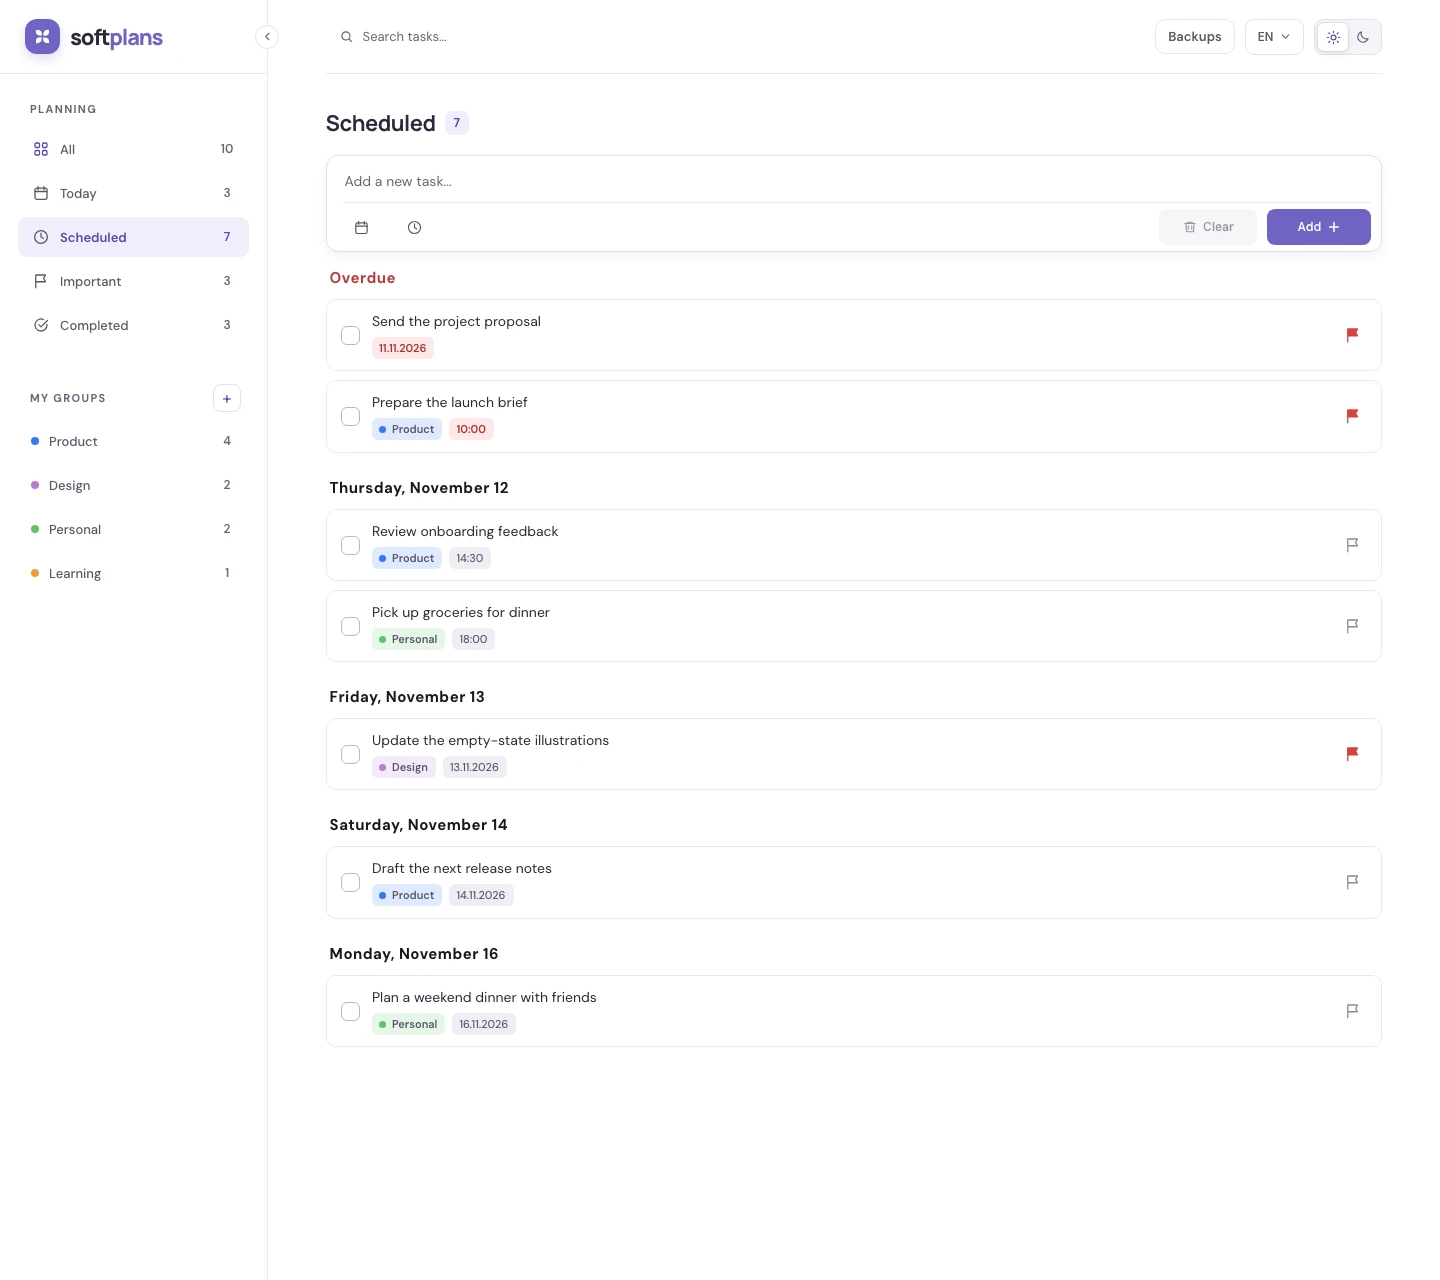 softplans
Search tasks...
Backups
EN
PLANNING
All 10
Today 3
Scheduled 7
Important 3
Completed 3
MY GROUPS
Product 4
Design 2
Personal 2
Learning 1
Scheduled 7
Add a new task...
Clear
Add
Overdue
Send the project proposal
11.11.2026
Prepare the launch brief
Product 10:00
Thursday, November 12
Review onboarding feedback
Product 14:30
Pick up groceries for dinner
Personal 18:00
Friday, November 13
Update the empty-state illustrations
Design 13.11.2026
Saturday, November 14
Draft the next release notes
Product 14.11.2026
Monday, November 16
Plan a weekend dinner with friends
Personal 16.11.2026